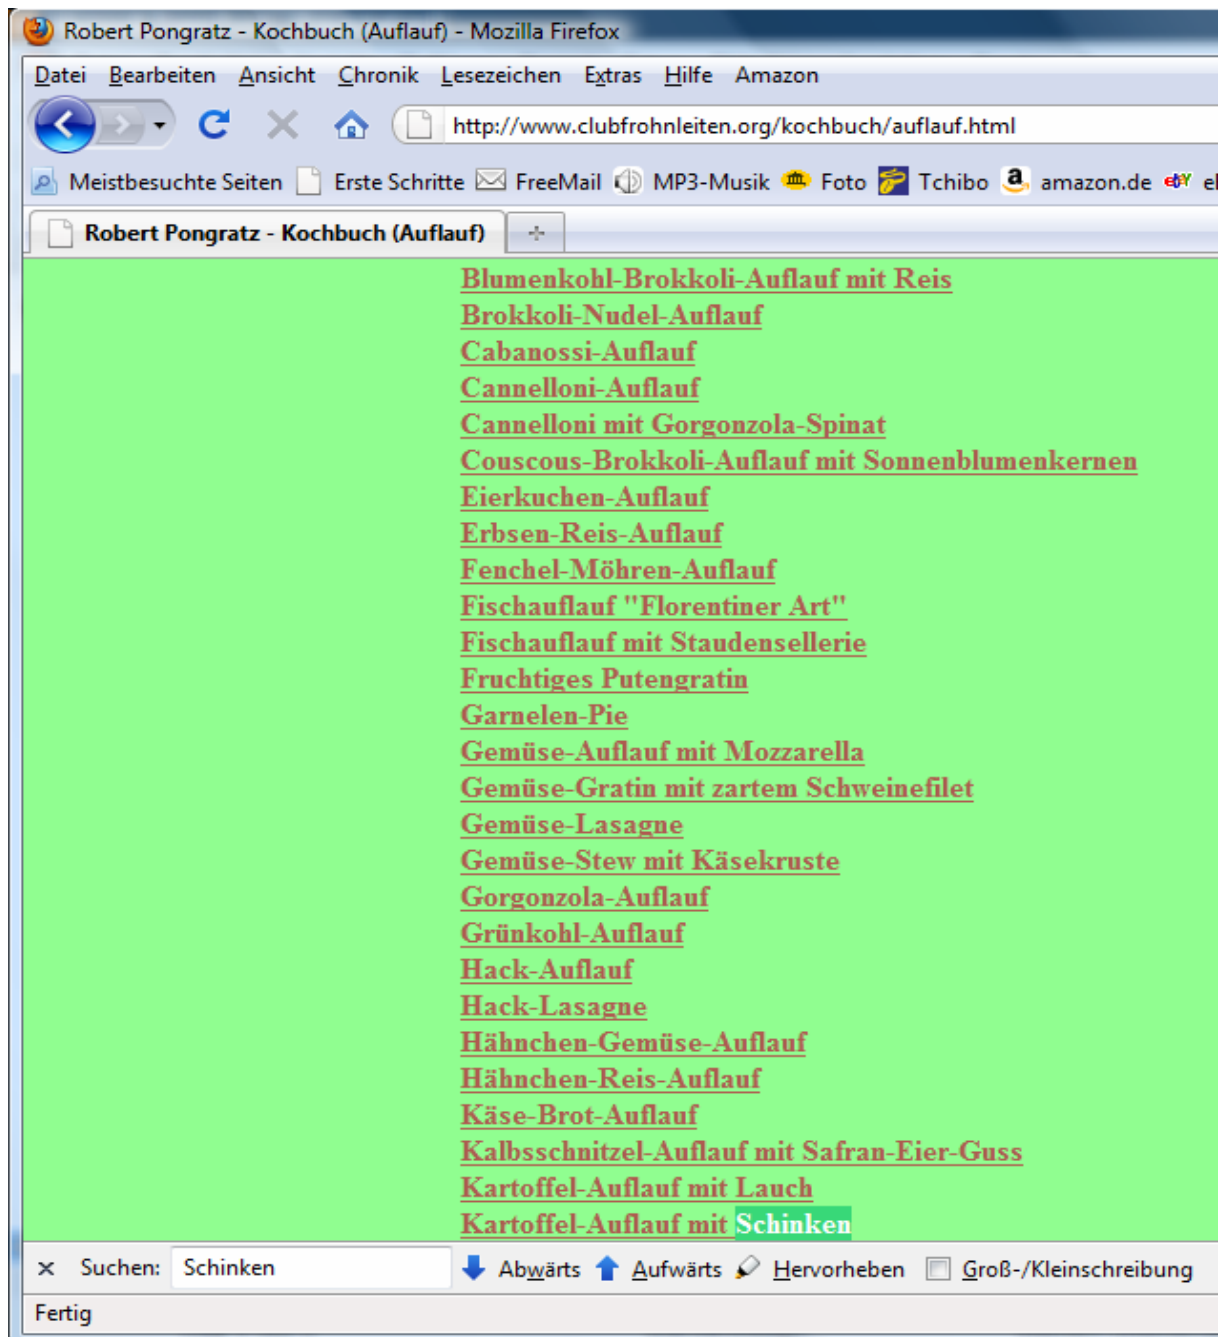 Robert Pongratz - Kochbuch (Auflauf) - Mozilla Firefox
Datei Bearbeiten Ansicht Chronik Lesezeichen Extras Hilfe Amazon
http://www.clubfrohnleiten.org/kochbuch/auflauf.html
Meistbesuchte Seiten Erste Schritte FreeMail MP3-Musik Foto Tchibo amazon.de
Robert Pongratz - Kochbuch (Auflauf)
Blumenkohl-Brokkoli-Auflauf mit Reis
Brokkoli-Nudel-Auflauf
Cabanossi-Auflauf
Cannelloni-Auflauf
Cannelloni mit Gorgonzola-Spinat
Couscous-Brokkoli-Auflauf mit Sonnenblumenkernen
Eierkuchen-Auflauf
Erbsen-Reis-Auflauf
Fenchel-Möhren-Auflauf
Fischauflauf "Florentiner Art"
Fischauflauf mit Staudensellerie
Fruchtiges Putengratin
Garnelen-Pie
Gemüse-Auflauf mit Mozzarella
Gemüse-Gratin mit zartem Schweinefilet
Gemüse-Lasagne
Gemüse-Stew mit Käsekruste
Gorgonzola-Auflauf
Grünkohl-Auflauf
Hack-Auflauf
Hack-Lasagne
Hähnchen-Gemüse-Auflauf
Hähnchen-Reis-Auflauf
Käse-Brot-Auflauf
Kalbsschnitzel-Auflauf mit Safran-Eier-Guss
Kartoffel-Auflauf mit Lauch
Kartoffel-Auflauf mit Schinken
Suchen: Schinken Abwärts Aufwärts Hervorheben Groß-/Kleinschreibung
Fertig